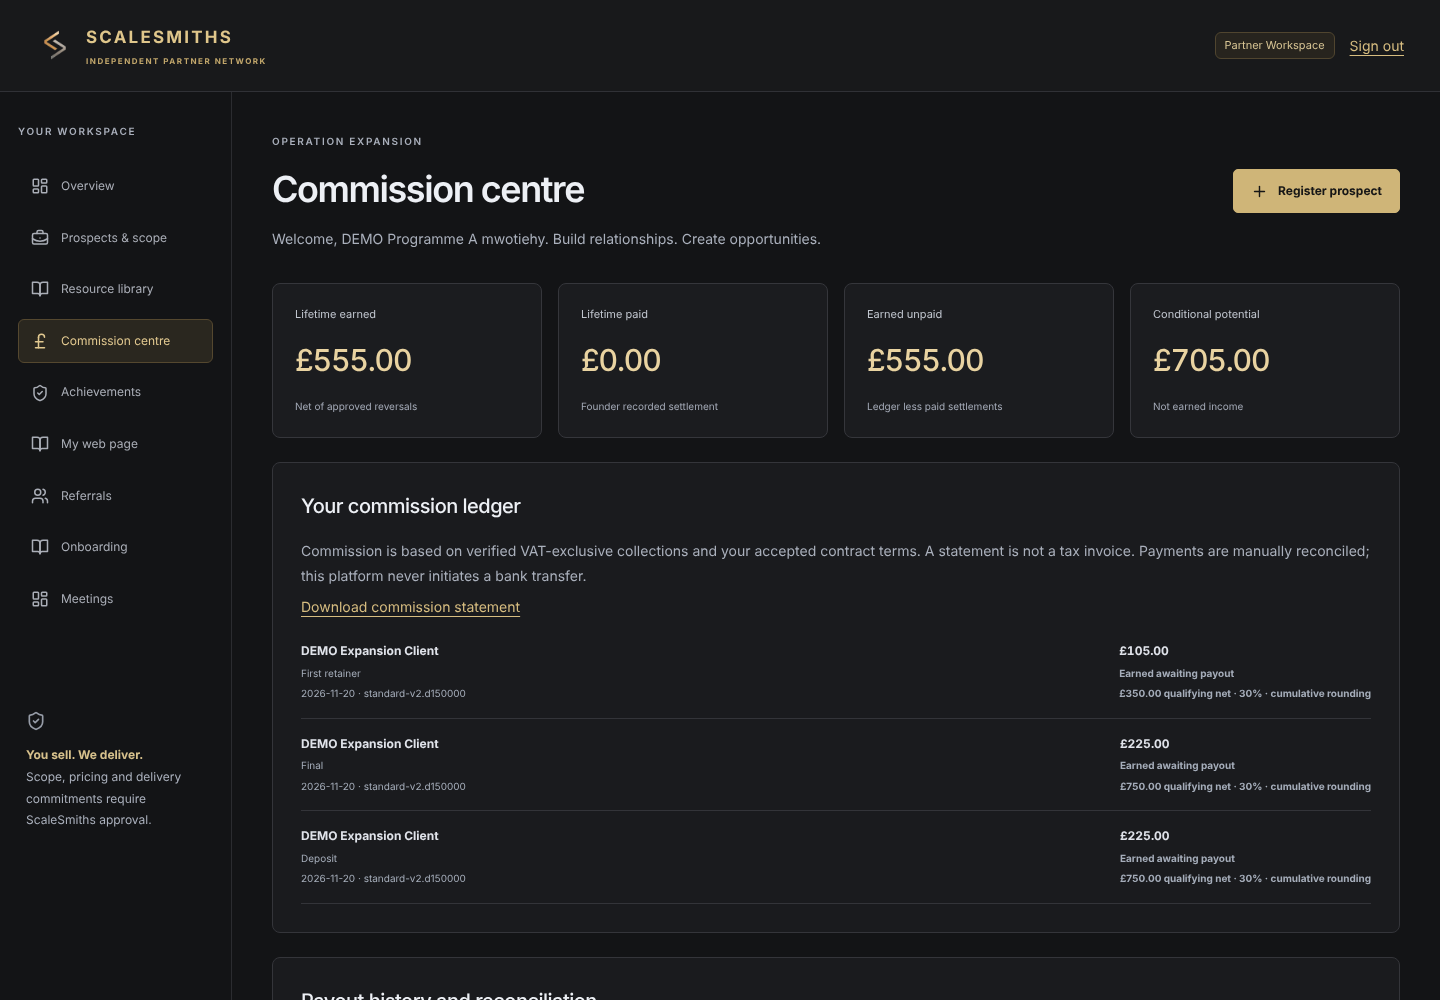 SCALESMITHS
INDEPENDENT PARTNER NETWORK
Partner Workspace
Sign out
YOUR WORKSPACE
Overview
Prospects & scope
Resource library
Commission centre
Achievements
My web page
Referrals
Onboarding
Meetings
You sell. We deliver.
Scope, pricing and delivery
commitments require
ScaleSmiths approval.
OPERATION EXPANSION
Commission centre
Register prospect
Welcome, DEMO Programme A mwotiehy. Build relationships. Create opportunities.
Lifetime earned
£555.00
Net of approved reversals
Lifetime paid
£0.00
Founder recorded settlement
Earned unpaid
£555.00
Ledger less paid settlements
Conditional potential
£705.00
Not earned income
Your commission ledger
Commission is based on verified VAT-exclusive collections and your accepted contract terms. A statement is not a tax invoice. Payments are manually reconciled;
this platform never initiates a bank transfer.
Download commission statement
DEMO Expansion Client
First retainer
2026-11-20 · standard-v2.d150000
£105.00
Earned awaiting payout
£350.00 qualifying net · 30% · cumulative rounding
DEMO Expansion Client
Final
2026-11-20 · standard-v2.d150000
£225.00
Earned awaiting payout
£750.00 qualifying net · 30% · cumulative rounding
DEMO Expansion Client
Deposit
2026-11-20 · standard-v2.d150000
£225.00
Earned awaiting payout
£750.00 qualifying net · 30% · cumulative rounding
Payout history and reconciliation